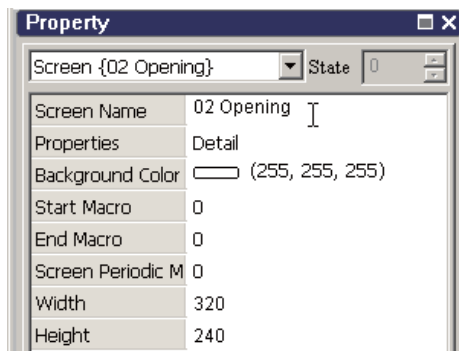 Property
Screen {02 Opening} State 0
Screen Name 02 Opening
Properties Detail
Background Color (255, 255, 255)
Start Macro 0
End Macro 0
Screen Periodic M 0
Width 320
Height 240